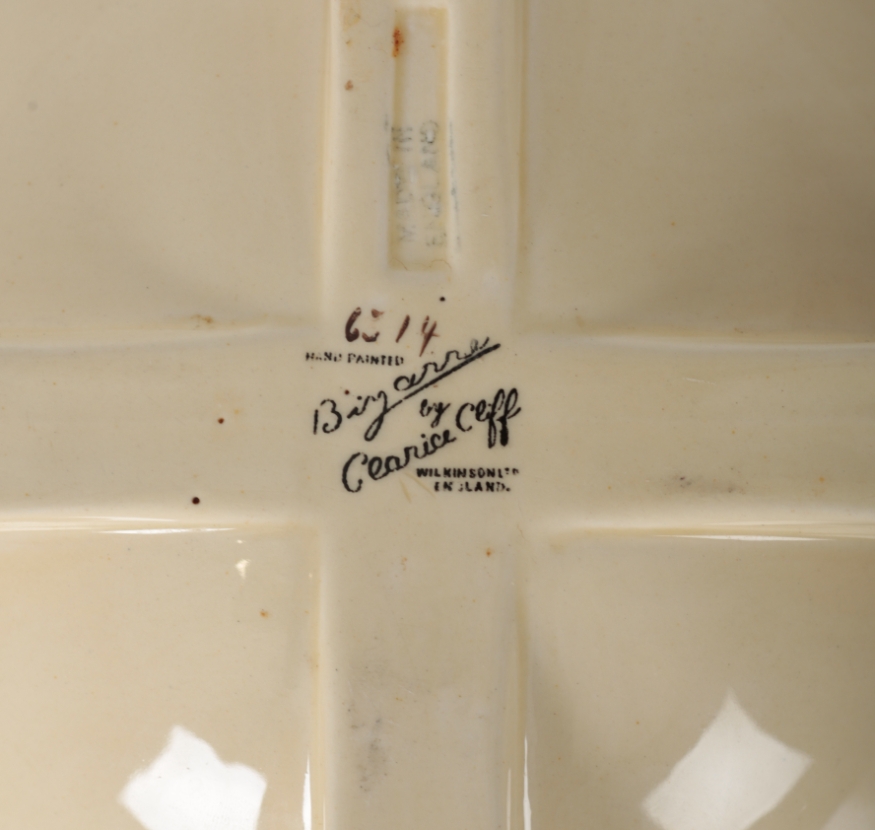 6514
HAND PAINTED
Bizarre
by
Clarice Cliff
WILKINSON LTD
ENGLAND.